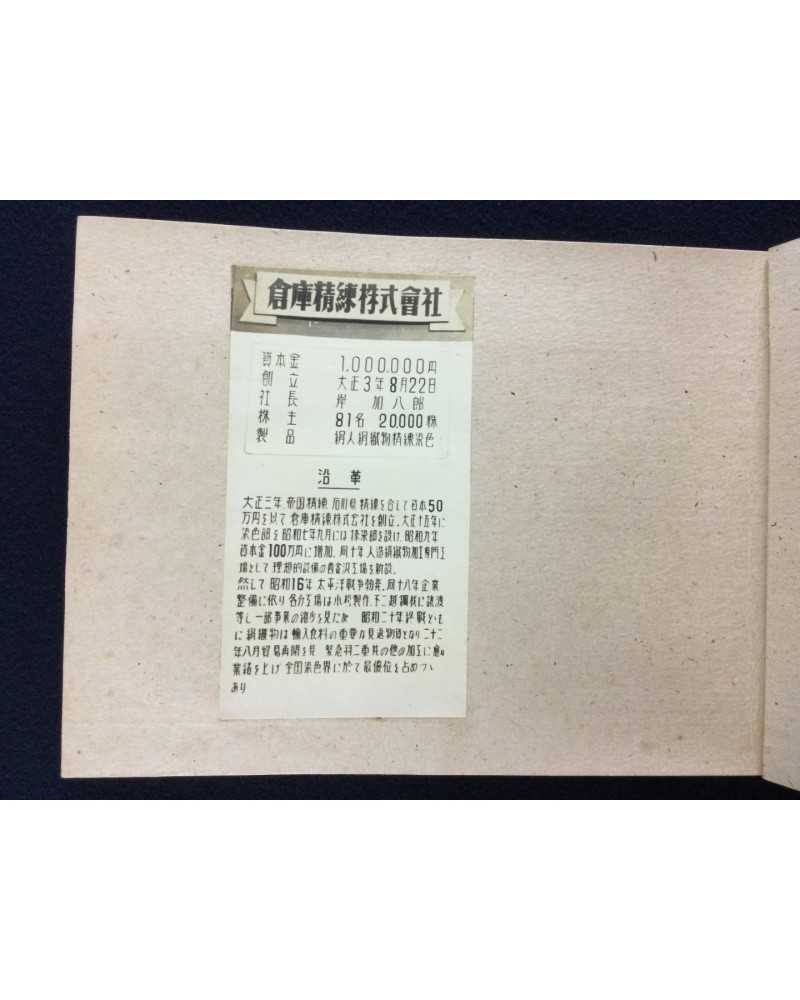 倉庫精練株式會社
資本金 1.000.000円
創立 大正3年8月22日
社長 岸 加八郎
株主 81名 20.000株
製品 絹人絹織物精練染色
沿革
大正三年 帝国精練 石川県精練を合して資本50
万円を以て倉庫精練株式会社を創立、大正十五年に
染色部を昭和七年九月には捺染部を設け、昭和九年
資本金100万円に増加、同十年人造絹織物加工専門工
場として理想的設備の西金沢工場を新設。
然して昭和16年太平洋戦争勃発、同十八年企業
整備に依り各分工場は小松製作、不二越鋼材に譲渡
等し一部事業の縮少を見たが 昭和二十年終戦とも
に絹織物は輸入食料の重要な見返物資となり二十二
年八月貿易再開を見 緊急羽二重其の他の加工に
業績を上げ全国染色界に於て最優位を占めつゝ
あり